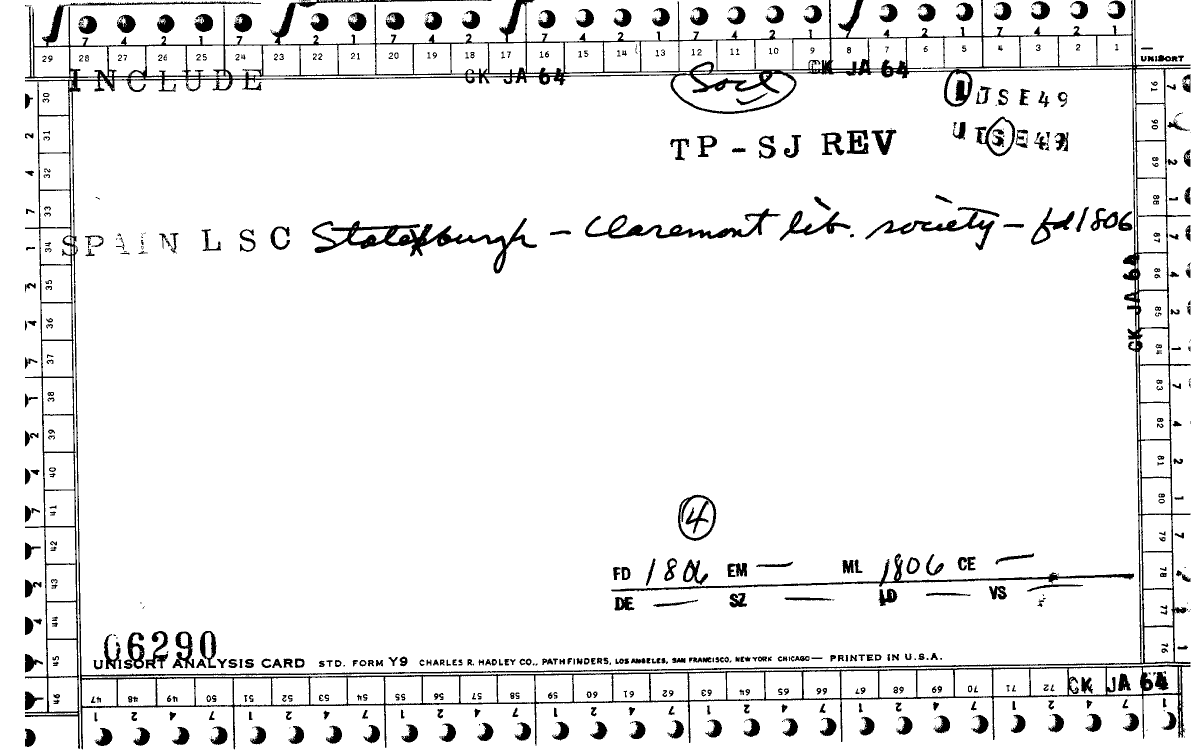 7 4 2 1 7 4 2 1 7 4 2 1 7 4 2 1 7 4 2 1 7 4 2 1
29 28 27 26 25 24 23 22 21 20 19 18 17 16 15 14 13 12 11 10 9 8 7 6 5 4 3 2 1
UNISORT
INCLUDE CK JA 64 Socl CK JA 64
UTSE49
TP-SJ REV UTSE49
SPAIN L S C Stateburgh – Claremont lib. society – fd 1806
CK JA 64
30
31
32
33
34
35
36
37
38
39
40
41
42
43
44
45
46
91
90
89
88
87
86
85
84
83
82
81
80
79
78
77
76
4
FD 1806 EM — ML 1806 CE —
DE — SZ — LD — VS —
06290
UNISORT ANALYSIS CARD STD. FORM Y9 CHARLES R. HADLEY CO., PATHFINDERS, LOS ANGELES, SAN FRANCISCO, NEW YORK CHICAGO— PRINTED IN U.S.A.
47 48 49 50 51 52 53 54 55 56 57 58 59 60 61 62 63 64 65 66 67 68 69 70 71 72 CK JA 64
1 2 4 7 1 2 4 7 1 2 4 7 1 2 4 7 1 2 4 7 1 2 4 7 1 2 4 7 1